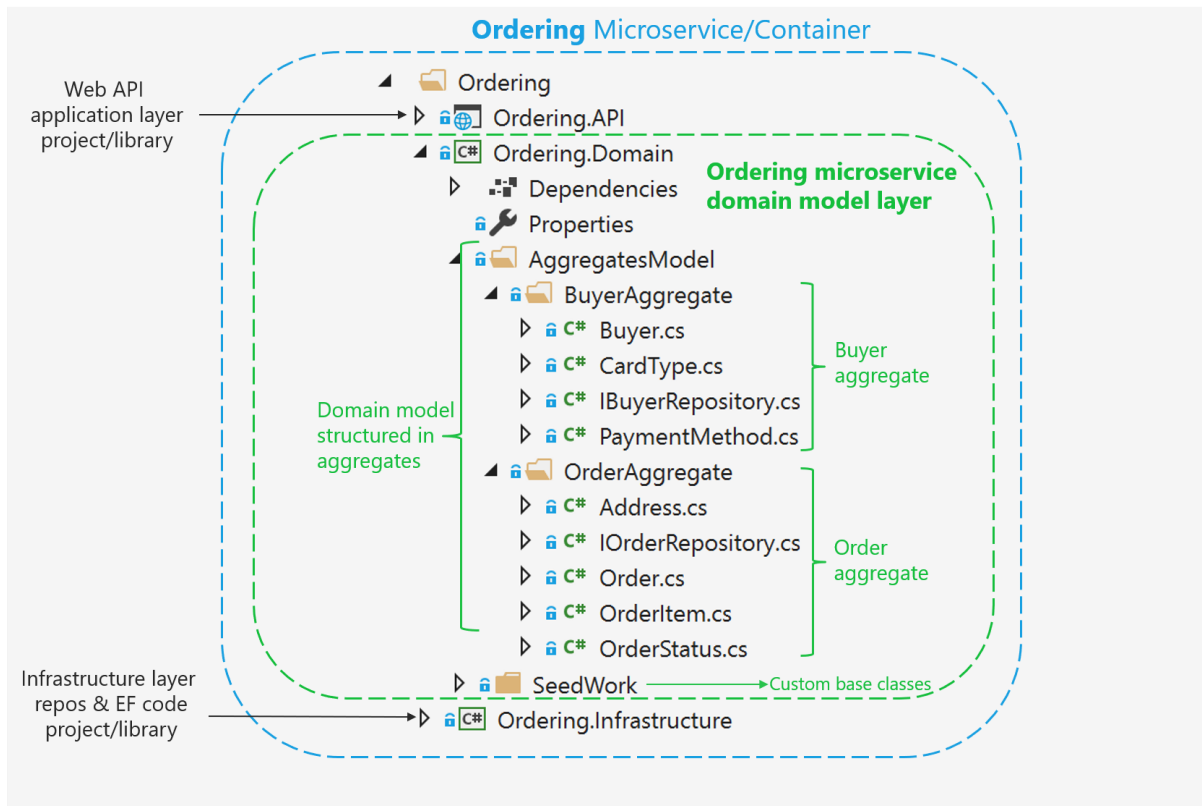 Ordering Microservice/Container
Web API
application layer
project/library
Ordering
Ordering.API
C# Ordering.Domain
Ordering microservice
domain model layer
Dependencies
Properties
AggregatesModel
BuyerAggregate
C# Buyer.cs
C# CardType.cs
C# IBuyerRepository.cs
C# PaymentMethod.cs
Buyer
aggregate
Domain model
structured in
aggregates
OrderAggregate
C# Address.cs
C# IOrderRepository.cs
C# Order.cs
C# OrderItem.cs
C# OrderStatus.cs
Order
aggregate
SeedWork
Custom base classes
Infrastructure layer
repos & EF code
project/library
C# Ordering.Infrastructure